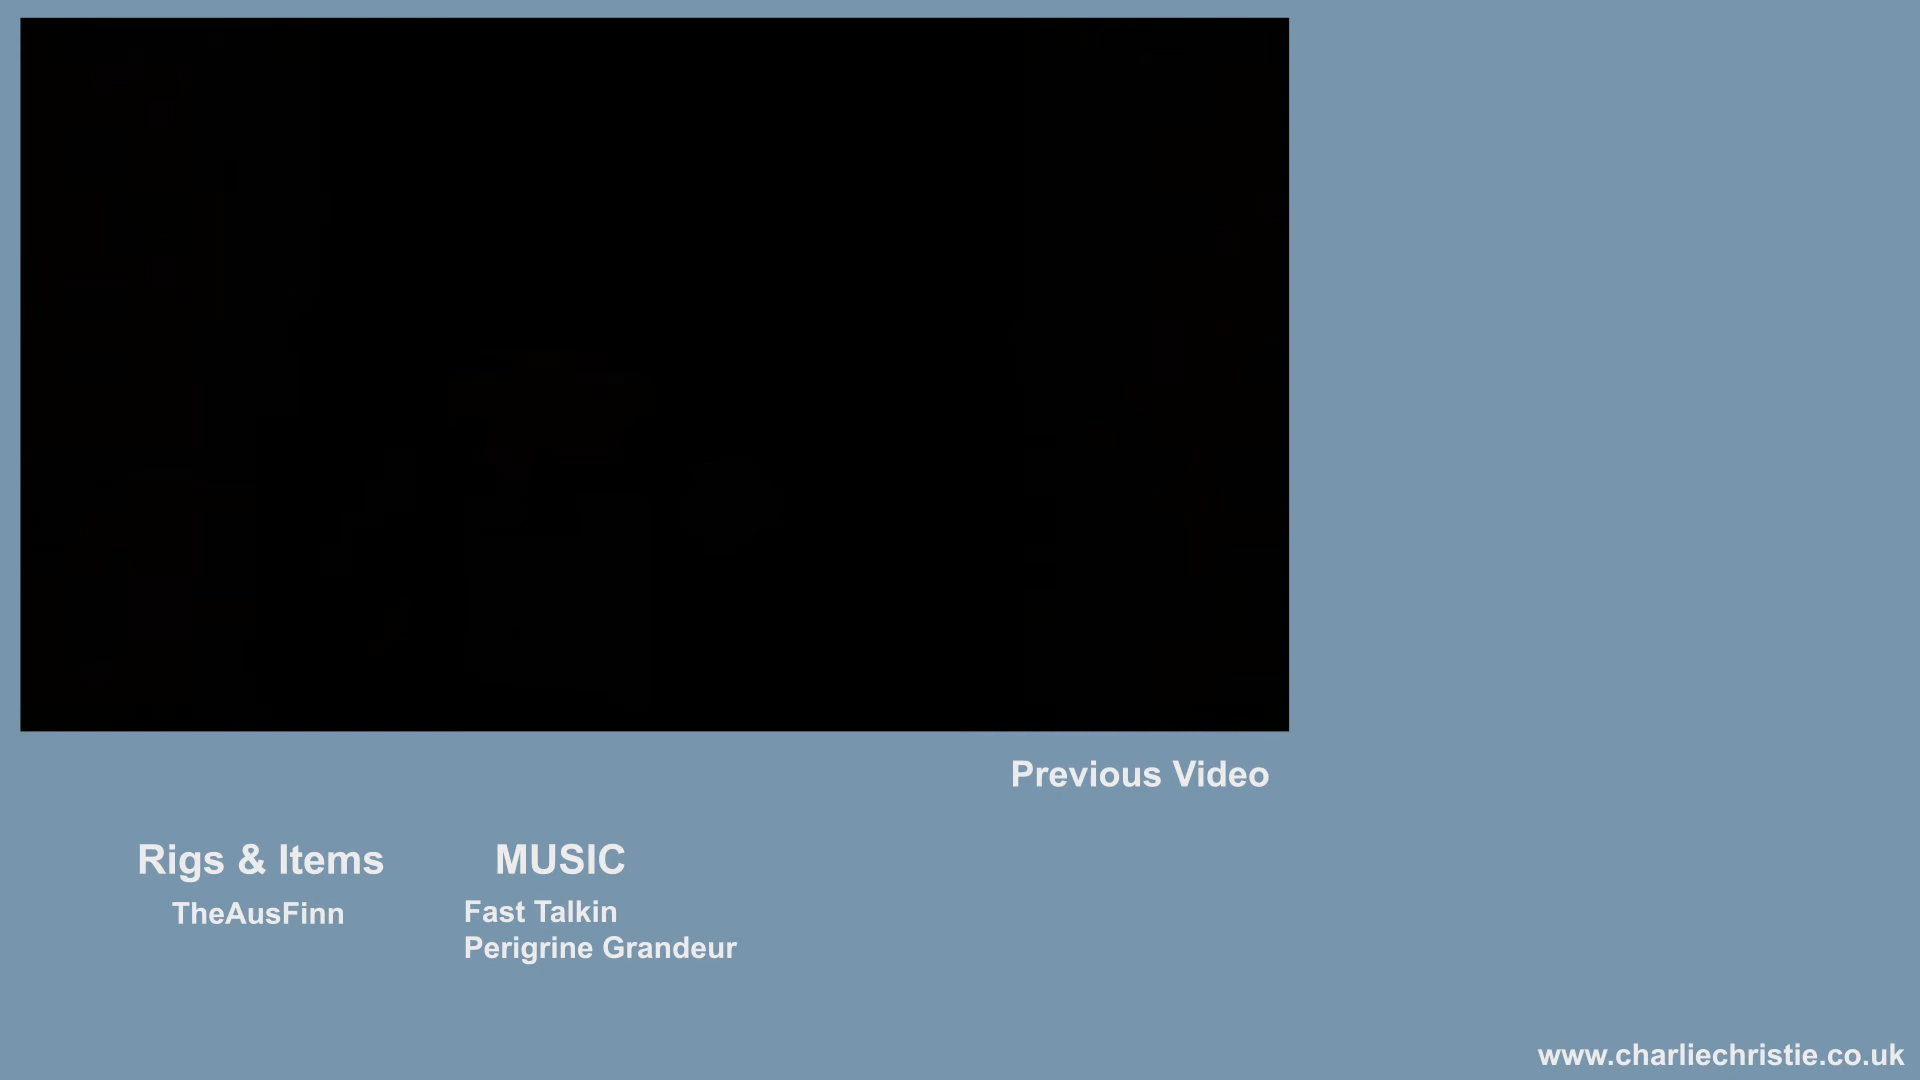 Previous Video
Rigs & Items
TheAusFinn
MUSIC
Fast Talkin
Perigrine Grandeur
www.charliechristie.co.uk